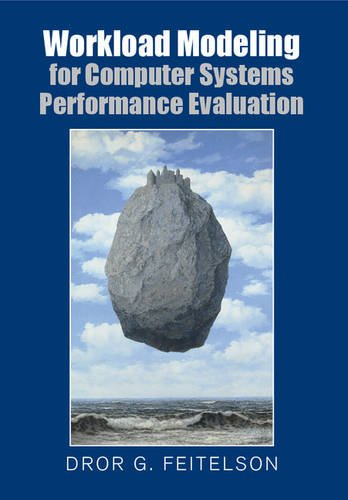 Workload Modeling
for Computer Systems
Performance Evaluation
DROR G. FEITELSON